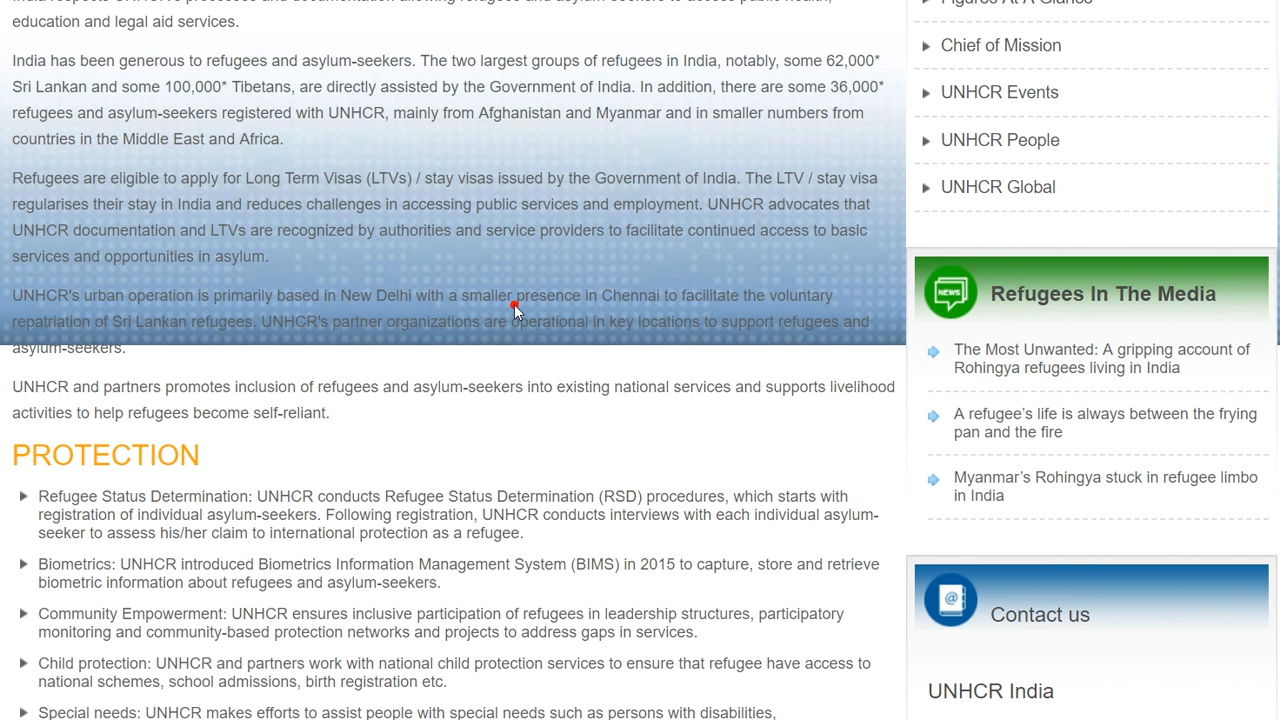 education and legal aid services.
India has been generous to refugees and asylum-seekers. The two largest groups of refugees in India, notably, some 62,000*
Sri Lankan and some 100,000* Tibetans, are directly assisted by the Government of India. In addition, there are some 36,000*
refugees and asylum-seekers registered with UNHCR, mainly from Afghanistan and Myanmar and in smaller numbers from
countries in the Middle East and Africa.
Refugees are eligible to apply for Long Term Visas (LTVs) / stay visas issued by the Government of India. The LTV / stay visa
regularises their stay in India and reduces challenges in accessing public services and employment. UNHCR advocates that
UNHCR documentation and LTVs are recognized by authorities and service providers to facilitate continued access to basic
services and opportunities in asylum.
UNHCR's urban operation is primarily based in New Delhi with a smaller presence in Chennai to facilitate the voluntary
repatriation of Sri Lankan refugees. UNHCR's partner organizations are operational in key locations to support refugees and
asylum-seekers.
UNHCR and partners promotes inclusion of refugees and asylum-seekers into existing national services and supports livelihood
activities to help refugees become self-reliant.
PROTECTION
Refugee Status Determination: UNHCR conducts Refugee Status Determination (RSD) procedures, which starts with
registration of individual asylum-seekers. Following registration, UNHCR conducts interviews with each individual asylum-
seeker to assess his/her claim to international protection as a refugee.
Biometrics: UNHCR introduced Biometrics Information Management System (BIMS) in 2015 to capture, store and retrieve
biometric information about refugees and asylum-seekers.
Community Empowerment: UNHCR ensures inclusive participation of refugees in leadership structures, participatory
monitoring and community-based protection networks and projects to address gaps in services.
Child protection: UNHCR and partners work with national child protection services to ensure that refugee have access to
national schemes, school admissions, birth registration etc.
Special needs: UNHCR makes efforts to assist people with special needs such as persons with disabilities,
Figures At A Glance
Chief of Mission
UNHCR Events
UNHCR People
UNHCR Global
NEWS
Refugees In The Media
The Most Unwanted: A gripping account of
Rohingya refugees living in India
A refugee’s life is always between the frying
pan and the fire
Myanmar’s Rohingya stuck in refugee limbo
in India
@
Contact us
UNHCR India